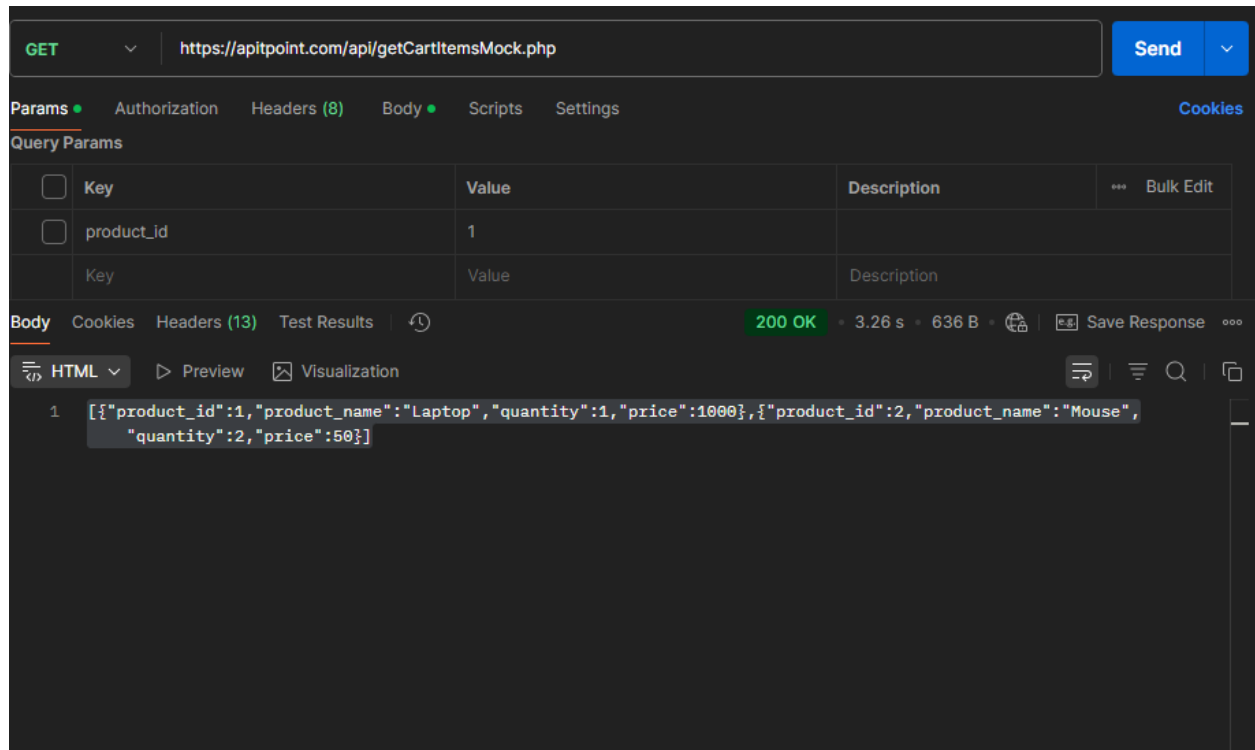 GET https://apitpoint.com/api/getCartItemsMock.php Send
Params Authorization Headers (8) Body Scripts Settings Cookies
Query Params
Key Value Description Bulk Edit
product_id 1
Key Value Description
Body Cookies Headers (13) Test Results 200 OK 3.26 s 636 B e.g. Save Response
HTML Preview Visualization
1 [{"product_id":1,"product_name":"Laptop","quantity":1,"price":1000},{"product_id":2,"product_name":"Mouse",
"quantity":2,"price":50}]